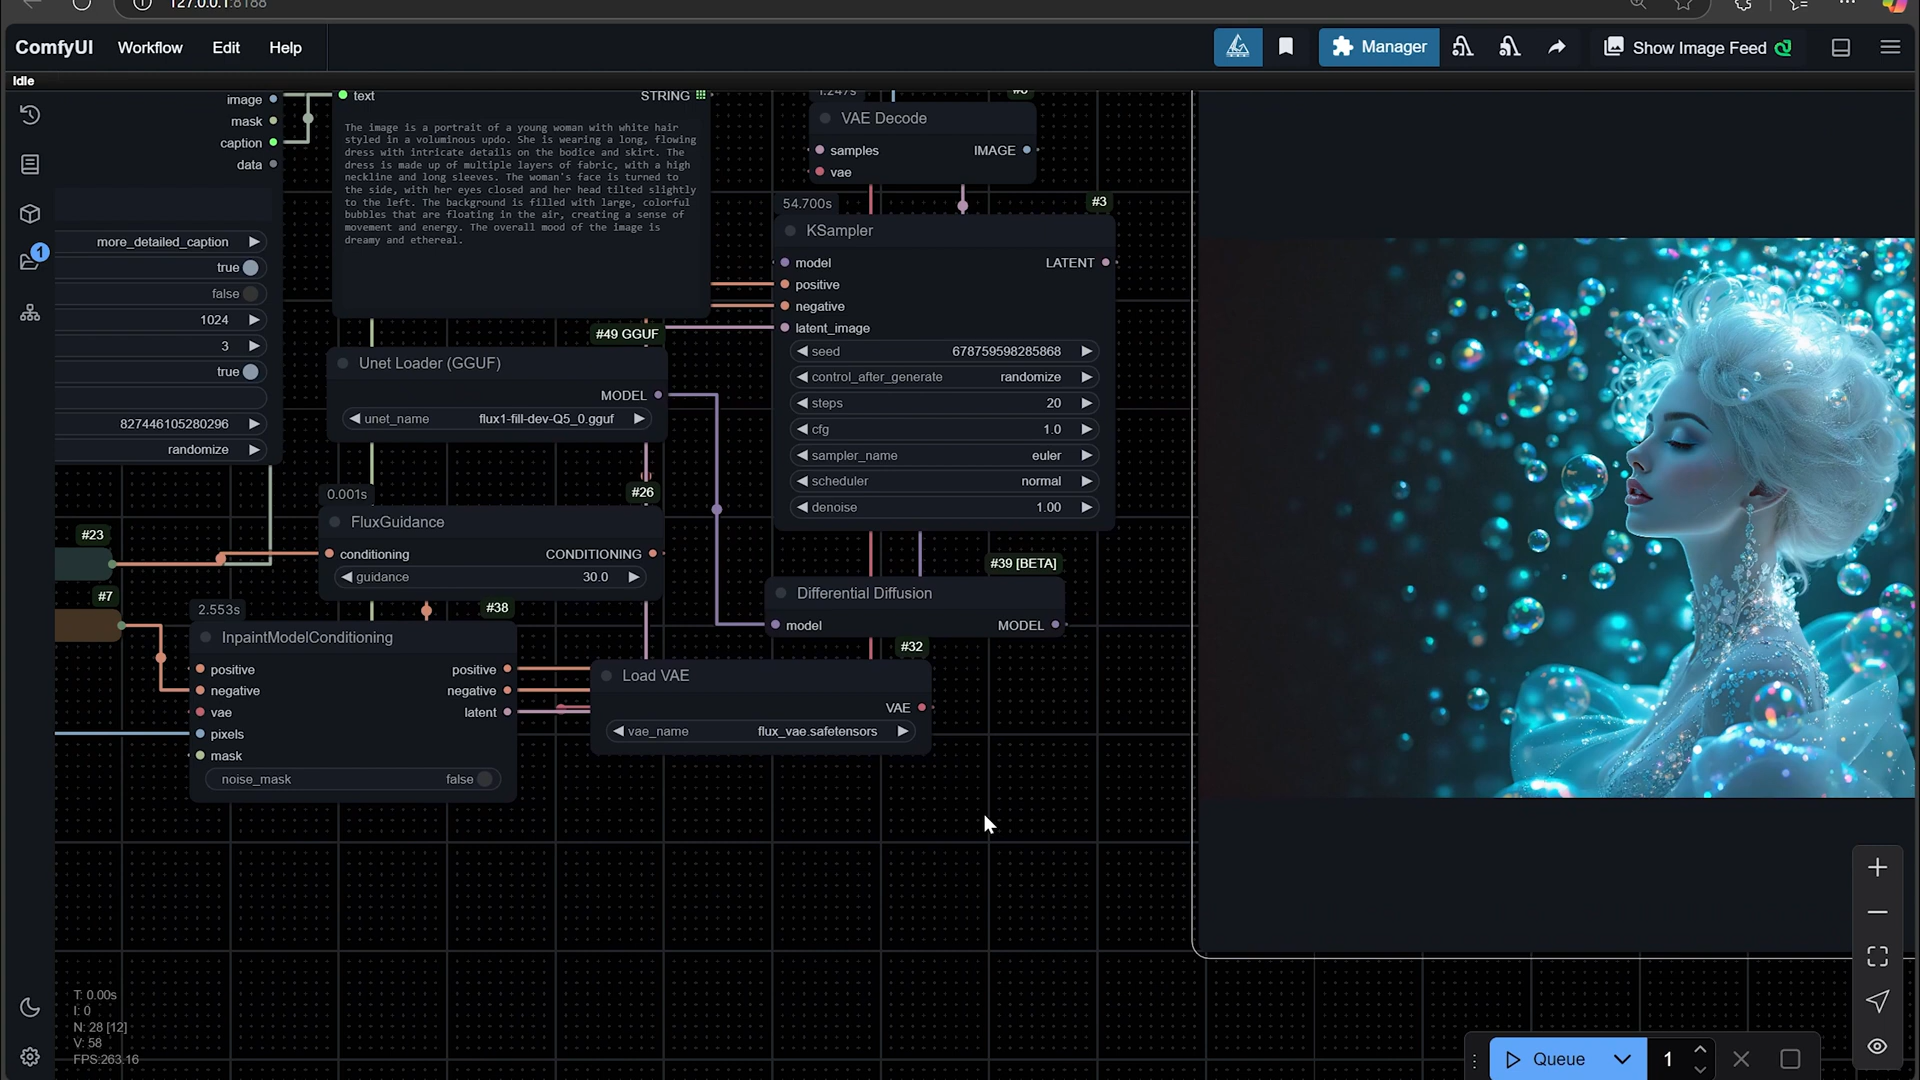 127.0.0.1:8188
ComfyUI
Workflow
Edit
Help
Manager
Show Image Feed
Idle
image
mask
caption
data
more_detailed_caption
true
false
1024
3
true
827446105280296
randomize
1
text
STRING
The image is a portrait of a young woman with white hair
styled in a voluminous updo. She is wearing a long, flowing
dress with intricate details on the bodice and skirt. The
dress is made up of multiple layers of fabric, with a high
neckline and long sleeves. The woman's face is turned to
the side, with her eyes closed and her head tilted slightly
to the left. The background is filled with large, colorful
bubbles that are floating in the air, creating a sense of
movement and energy. The overall mood of the image is
dreamy and ethereal.
#49 GGUF
Unet Loader (GGUF)
MODEL
unet_name
flux1-fill-dev-Q5_0.gguf
0.001s
#26
FluxGuidance
conditioning
CONDITIONING
guidance
30.0
#23
#7
2.553s
#38
InpaintModelConditioning
positive
positive
negative
negative
vae
latent
pixels
mask
noise_mask
false
1.247s
#8
VAE Decode
samples
IMAGE
vae
54.700s
#3
KSampler
model
LATENT
positive
negative
latent_image
seed
678759598285868
control_after_generate
randomize
steps
20
cfg
1.0
sampler_name
euler
scheduler
normal
denoise
1.00
#39 [BETA]
Differential Diffusion
model
MODEL
#32
Load VAE
VAE
vae_name
flux_vae.safetensors
T: 0.00s
I: 0
N: 28 [12]
V: 58
FPS:263.16
Queue
1